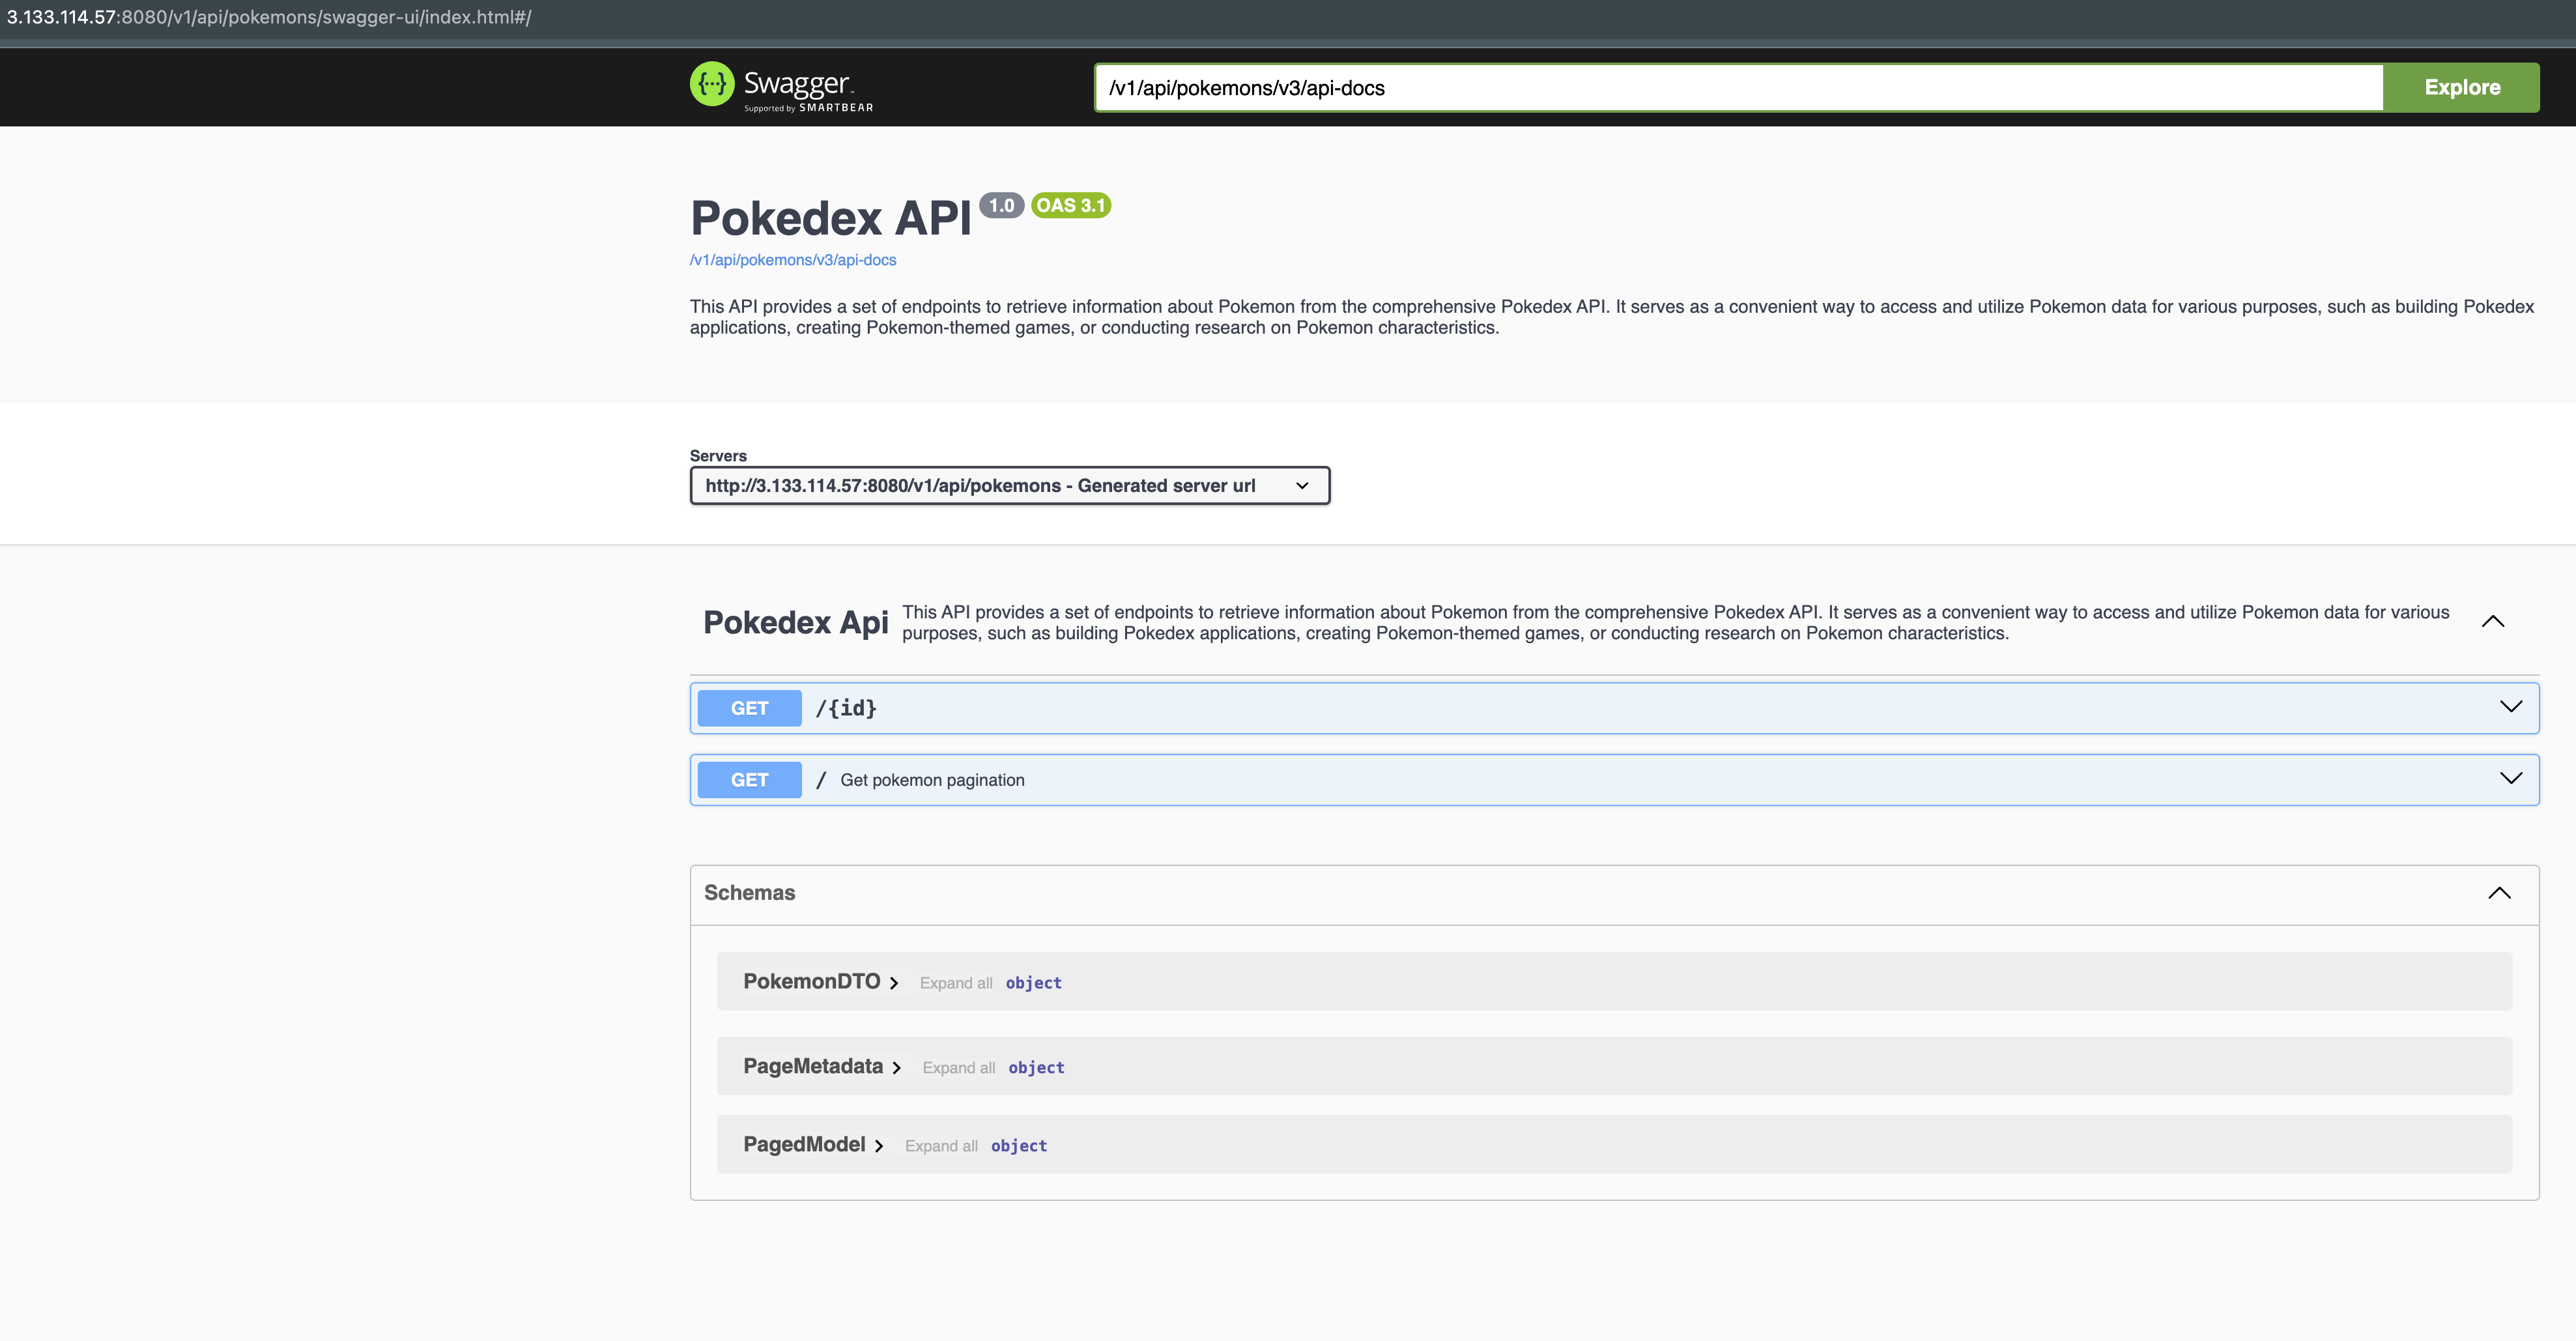 3.133.114.57:8080/v1/api/pokemons/swagger-ui/index.html#/
{···} Swagger™
Supported by SMARTBEAR
/v1/api/pokemons/v3/api-docs
Explore
Pokedex API 1.0 OAS 3.1
/v1/api/pokemons/v3/api-docs
This API provides a set of endpoints to retrieve information about Pokemon from the comprehensive Pokedex API. It serves as a convenient way to access and utilize Pokemon data for various purposes, such as building Pokedex
applications, creating Pokemon-themed games, or conducting research on Pokemon characteristics.
Servers
http://3.133.114.57:8080/v1/api/pokemons - Generated server url
Pokedex Api
This API provides a set of endpoints to retrieve information about Pokemon from the comprehensive Pokedex API. It serves as a convenient way to access and utilize Pokemon data for various
purposes, such as building Pokedex applications, creating Pokemon-themed games, or conducting research on Pokemon characteristics.
GET /{id}
GET / Get pokemon pagination
Schemas
PokemonDTO Expand all object
PageMetadata Expand all object
PagedModel Expand all object